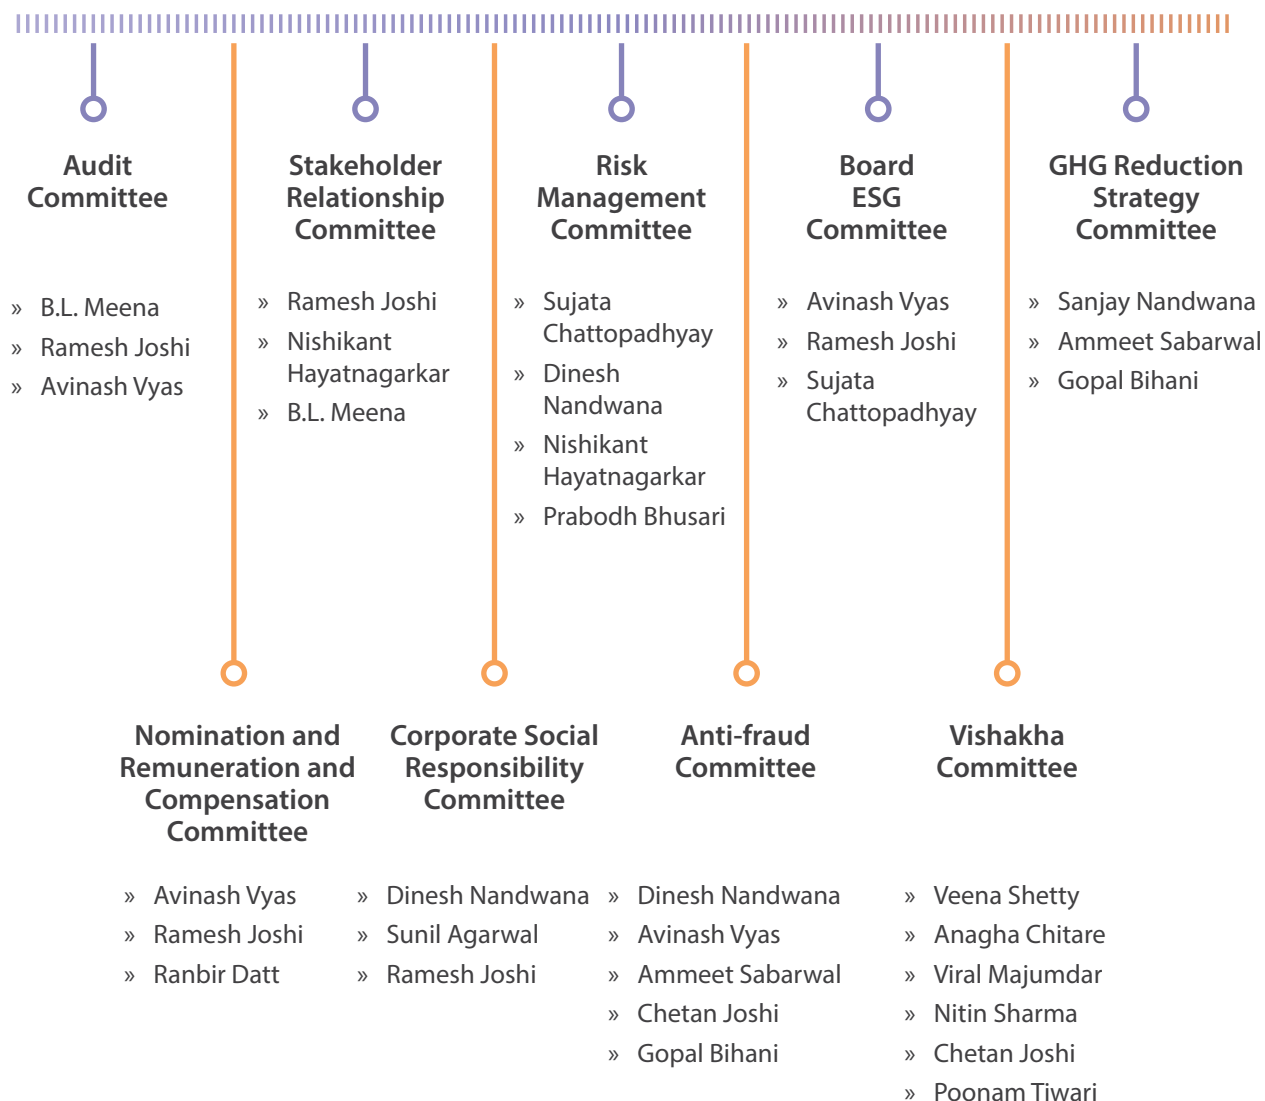 Audit
Committee
» B.L. Meena
» Ramesh Joshi
» Avinash Vyas
Stakeholder
Relationship
Committee
» Ramesh Joshi
» Nishikant
Hayatnagarkar
» B.L. Meena
Risk
Management
Committee
» Sujata
Chattopadhyay
» Dinesh
Nandwana
» Nishikant
Hayatnagarkar
» Prabodh Bhusari
Board
ESG
Committee
» Avinash Vyas
» Ramesh Joshi
» Sujata
Chattopadhyay
GHG Reduction
Strategy
Committee
» Sanjay Nandwana
» Ammeet Sabarwal
» Gopal Bihani
Nomination and
Remuneration and
Compensation
Committee
» Avinash Vyas
» Ramesh Joshi
» Ranbir Datt
Corporate Social
Responsibility
Committee
» Dinesh Nandwana
» Sunil Agarwal
» Ramesh Joshi
Anti-fraud
Committee
» Dinesh Nandwana
» Avinash Vyas
» Ammeet Sabarwal
» Chetan Joshi
» Gopal Bihani
Vishakha
Committee
» Veena Shetty
» Anagha Chitare
» Viral Majumdar
» Nitin Sharma
» Chetan Joshi
» Poonam Tiwari